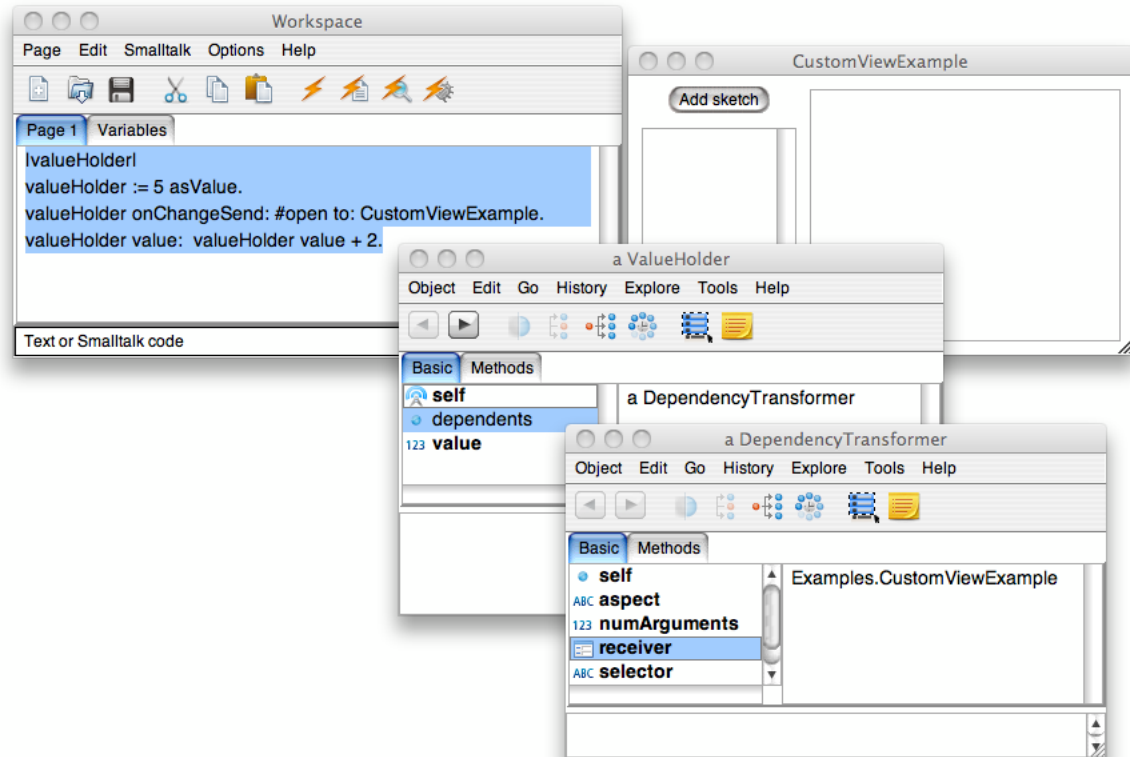 Workspace
Page Edit Smalltalk Options Help
Page 1 Variables
|valueHolder|
valueHolder := 5 asValue.
valueHolder onChangeSend: #open to: CustomViewExample.
valueHolder value:  valueHolder value + 2.
Text or Smalltalk code
CustomViewExample
Add sketch
a ValueHolder
Object Edit Go History Explore Tools Help
Basic Methods
self
dependents
123 value
a DependencyTransformer
a DependencyTransformer
Object Edit Go History Explore Tools Help
Basic Methods
self
ABC aspect
123 numArguments
receiver
ABC selector
Examples.CustomViewExample